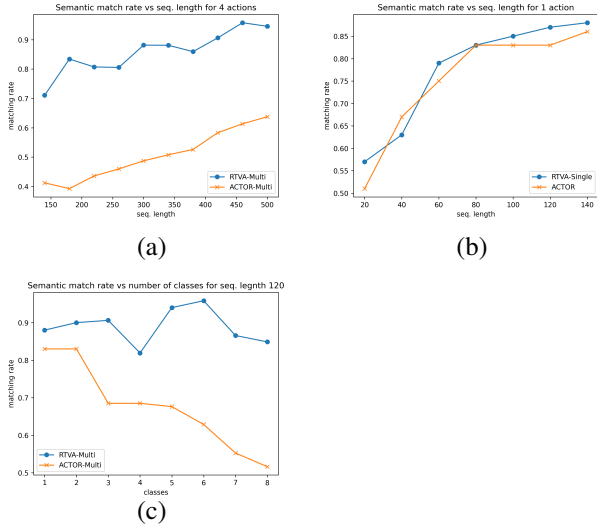 Semantic match rate vs seq. length for 4 actions
matching rate
0.9
0.8
0.7
0.6
0.5
0.4
150 200 250 300 350 400 450 500
seq. length
RTVA-Multi
ACTOR-Multi
(a)
Semantic match rate vs seq. length for 1 action
matching rate
0.85
0.80
0.75
0.70
0.65
0.60
0.55
0.50
20 40 60 80 100 120 140
seq. length
RTVA-Single
ACTOR
(b)
Semantic match rate vs number of classes for seq. legnth 120
matching rate
0.9
0.8
0.7
0.6
0.5
1 2 3 4 5 6 7 8
classes
RTVA-Multi
ACTOR-Multi
(c)